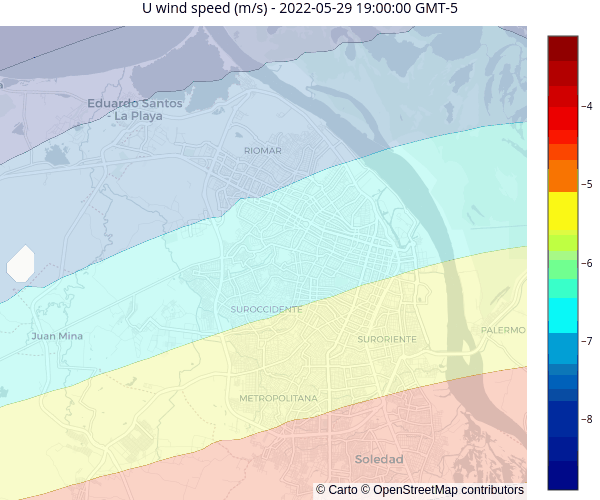 U wind speed (m/s) - 2022-05-29 19:00:00 GMT-5
Eduardo Santos
- La Playa
RIOMAR
SUROCCIDENTE
Juan Mina
SURORIENTE
PALERMO
METROPOLITANA
Soledad
−4
−5
−6
−7
−8
© Carto © OpenStreetMap contributors